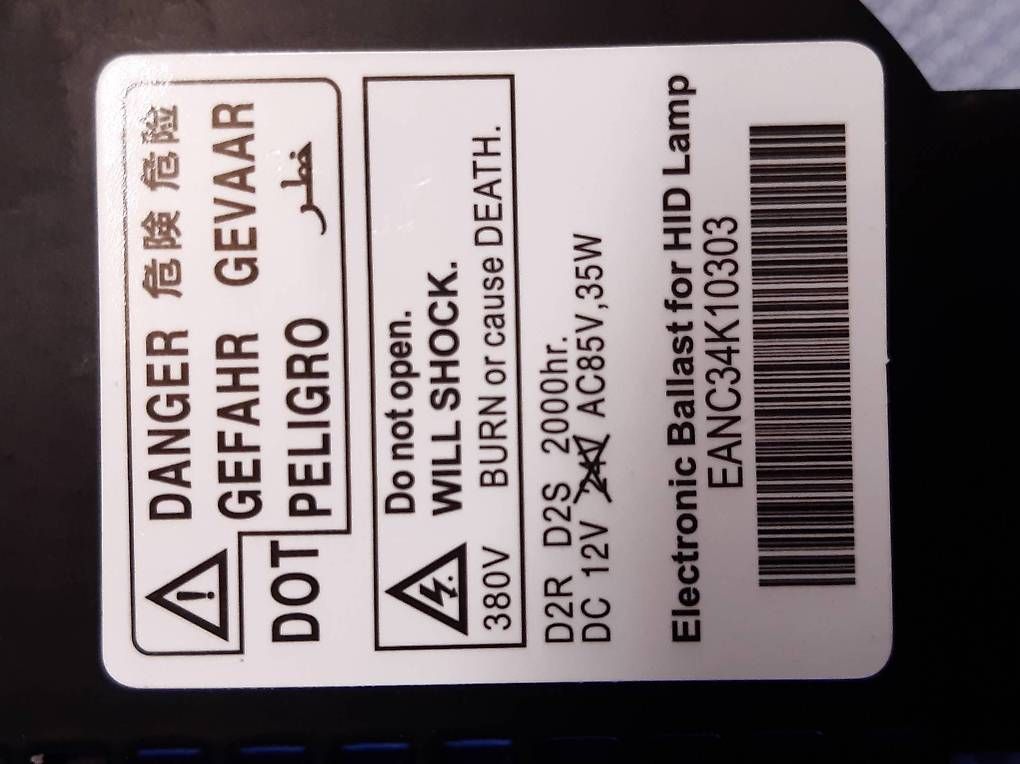 DANGER 危険 危险
GEFAHR GEVAAR
DOT PELIGRO خطر
Do not open.
WILL SHOCK.
380V BURN or cause DEATH.
D2R D2S 2000hr.
DC 12V 24V AC85V,35W
Electronic Ballast for HID Lamp
EANC34K10303